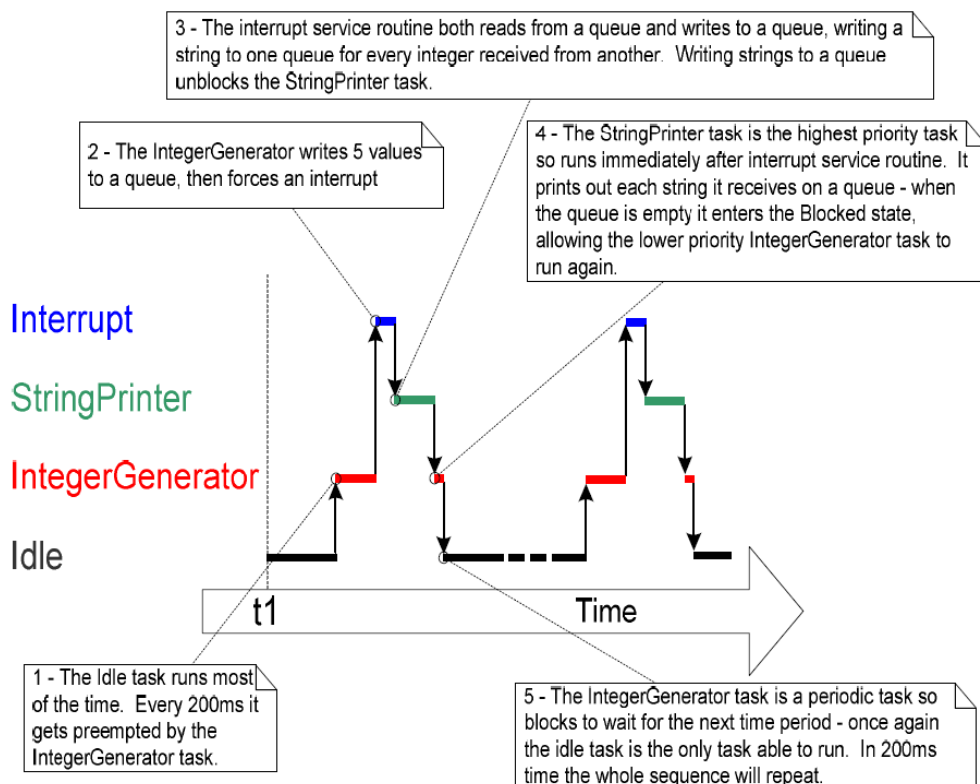 3 - The interrupt service routine both reads from a queue and writes to a queue, writing a
string to one queue for every integer received from another.  Writing strings to a queue
unblocks the StringPrinter task.
2 - The IntegerGenerator writes 5 values
to a queue, then forces an interrupt
4 - The StringPrinter task is the highest priority task
so runs immediately after interrupt service routine.  It
prints out each string it receives on a queue - when
the queue is empty it enters the Blocked state,
allowing the lower priority IntegerGenerator task to
run again.
Interrupt
StringPrinter
IntegerGenerator
Idle
t1
Time
1 - The Idle task runs most
of the time.  Every 200ms it
gets preempted by the
IntegerGenerator task.
5 - The IntegerGenerator task is a periodic task so
blocks to wait for the next time period - once again
the idle task is the only task able to run.  In 200ms
time the whole sequence will repeat.